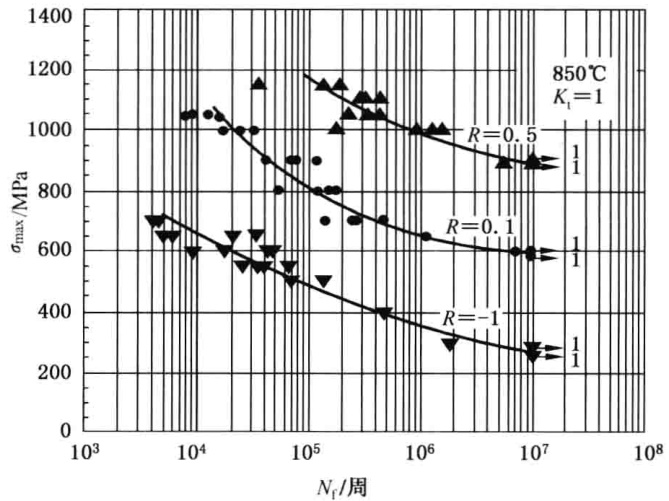 1400
1200
1000
800
600
400
200
0
σmax/MPa
850℃
Kt=1
R=0.5
1
1
R=0.1
1
1
R=-1
1
1
10³ 10⁴ 10⁵ 10⁶ 10⁷ 10⁸
Nf/周